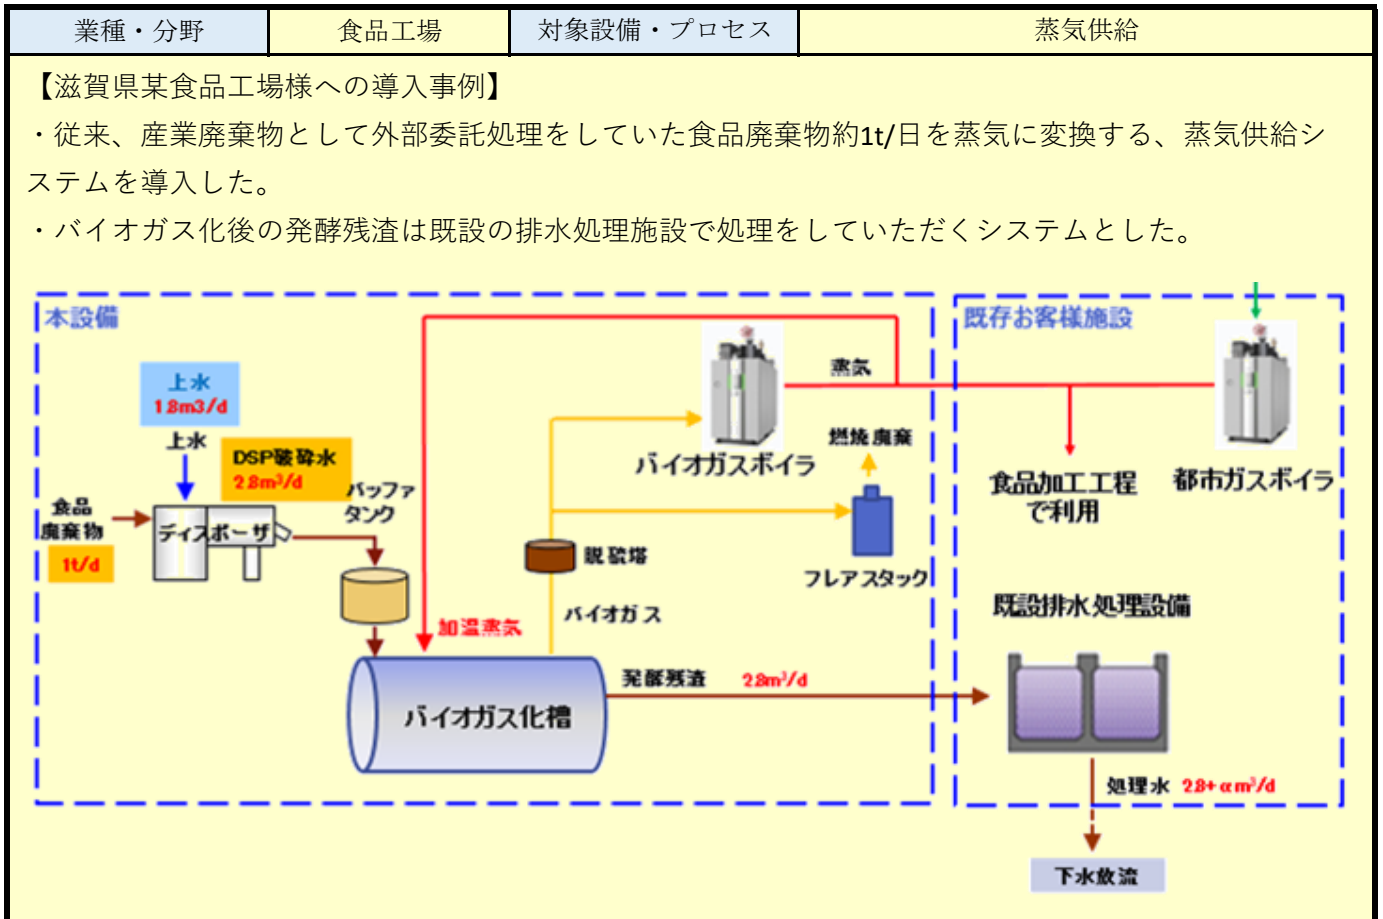 業種・分野 食品工場 対象設備・プロセス 蒸気供給
【滋賀県某食品工場様への導入事例】
・従来、産業廃棄物として外部委託処理をしていた食品廃棄物約1t/日を蒸気に変換する、蒸気供給シ
ステムを導入した。
・バイオガス化後の発酵残渣は既設の排水処理施設で処理をしていただくシステムとした。
本設備
既存お客様施設
上水
1.8m3/d
上水
DSP破砕水
2.8m³/d
食品
廃棄物
1t/d
ディスポーザ
バッファ
タンク
加温蒸気
バイオガス化槽
バイオガス
脱硫塔
バイオガスボイラ
蒸気
燃焼廃棄
フレアスタック
食品加工工程
で利用
都市ガスボイラ
発酵残渣 2.8m³/d
既設排水処理設備
処理水 2.8+αm³/d
下水放流